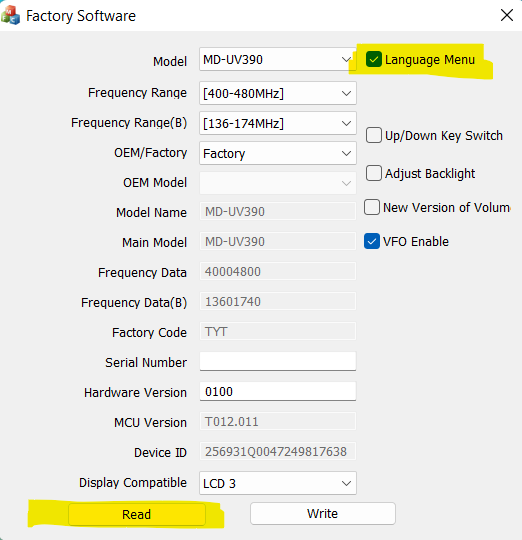 Factory Software
Model MD-UV390 Language Menu
Frequency Range [400-480MHz]
Frequency Range(B) [136-174MHz]
Up/Down Key Switch
OEM/Factory Factory
Adjust Backlight
OEM Model
New Version of Volum
Model Name MD-UV390
Main Model MD-UV390 VFO Enable
Frequency Data 40004800
Frequency Data(B) 13601740
Factory Code TYT
Serial Number
Hardware Version 0100
MCU Version T012.011
Device ID 256931Q0047249817638
Display Compatible LCD 3
Read Write